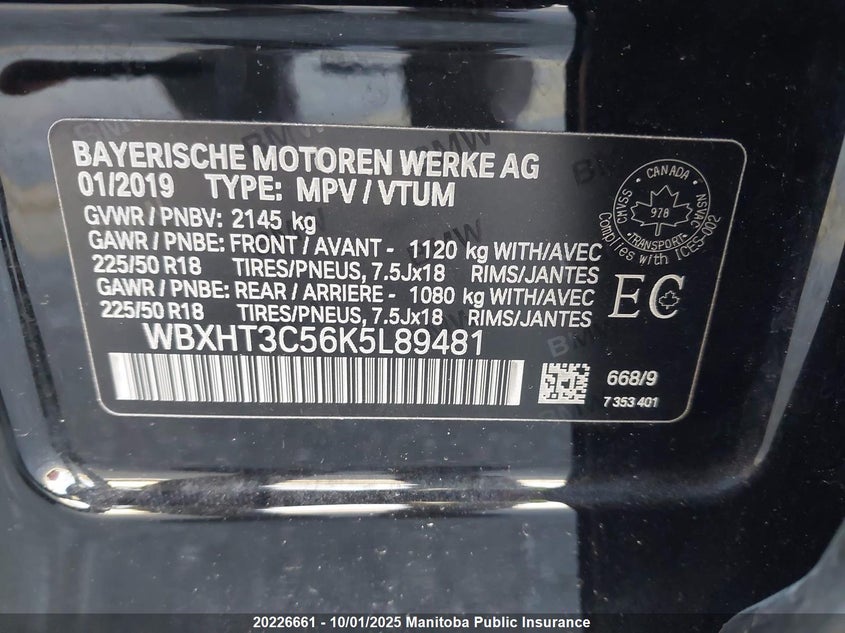 BAYERISCHE MOTOREN WERKE AG
01/2019 TYPE: MPV / VTUM
GVWR / PNBV: 2145 kg
GAWR / PNBE: FRONT / AVANT - 1120 kg WITH/AVEC
225/50 R18 TIRES/PNEUS, 7.5Jx18 RIMS/JANTES
GAWR / PNBE: REAR / ARRIERE - 1080 kg WITH/AVEC
225/50 R18 TIRES/PNEUS, 7.5Jx18 RIMS/JANTES
WBXHT3C56K5L89481
CMVSS · CANADA · NSVAC
978
TRANSPORT
Complies with ICES-002
EC
668/9
7 353 401
BMW
BMW
BMW
20226661 - 10/01/2025 Manitoba Public Insurance